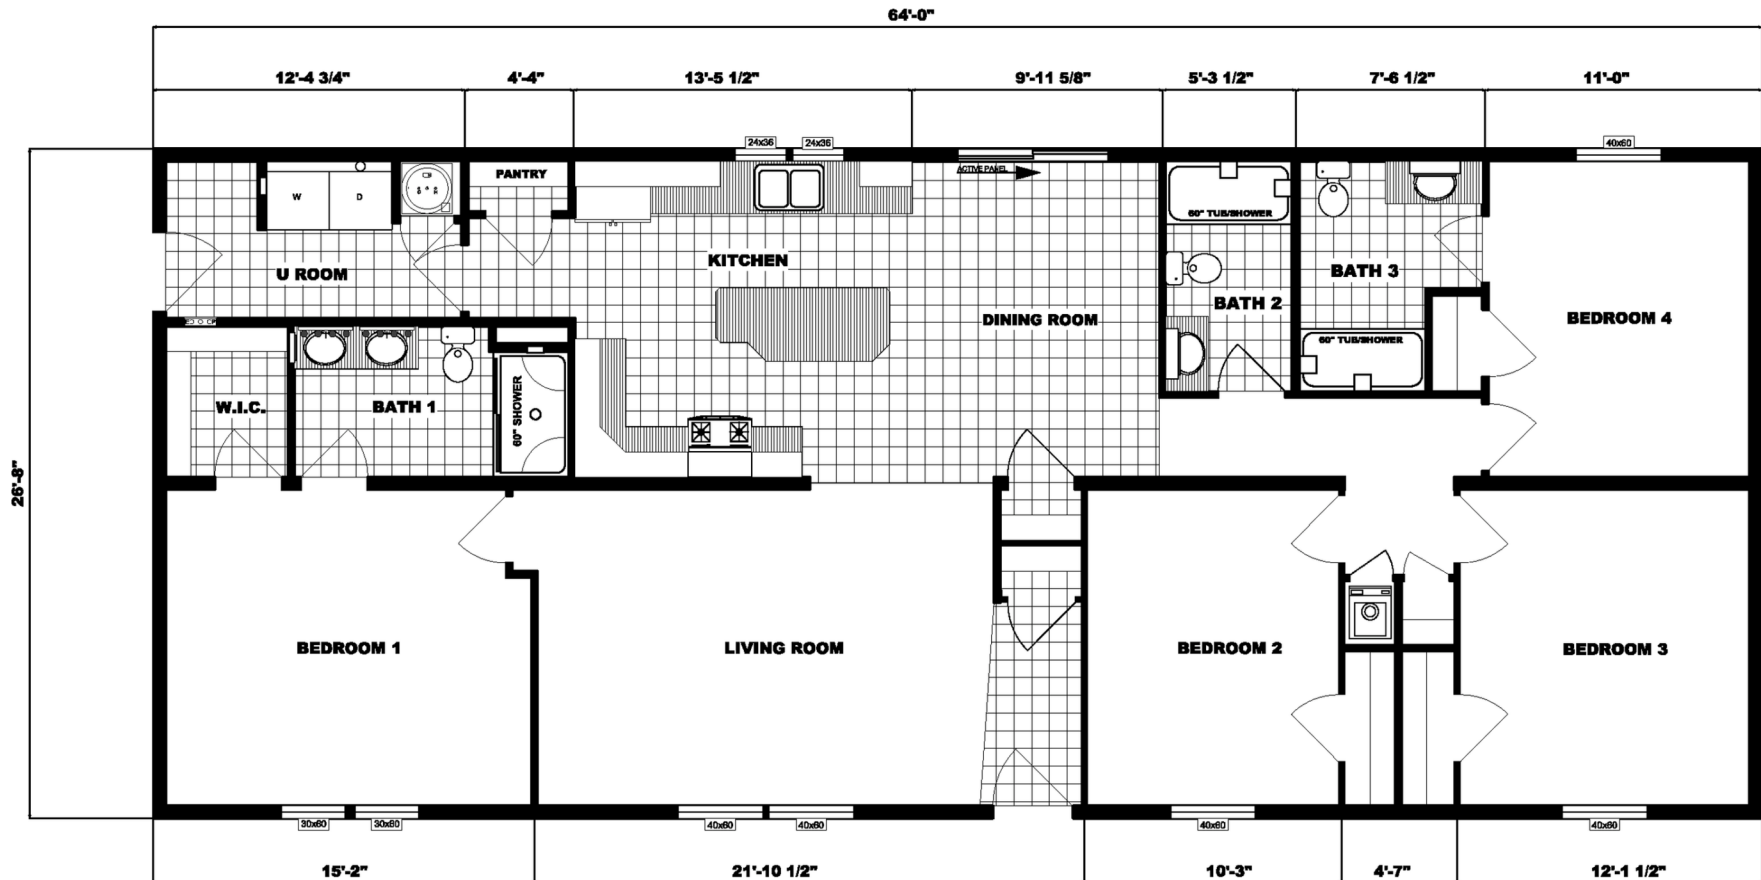 64'-0"
12'-4 3/4"
4'-4"
13'-5 1/2"
9'-11 5/8"
5'-3 1/2"
7'-6 1/2"
11'-0"
24x36
24x36
40x60
PANTRY
ACTIVE PANEL
W
D
60" TUB/SHOWER
KITCHEN
U ROOM
BATH 3
BATH 2
DINING ROOM
BEDROOM 4
60" TUB/SHOWER
W.I.C.
BATH 1
60" SHOWER
26'-8"
BEDROOM 1
LIVING ROOM
BEDROOM 2
BEDROOM 3
30x60
30x60
40x60
40x60
40x60
40x60
15'-2"
21'-10 1/2"
10'-3"
4'-7"
12'-1 1/2"